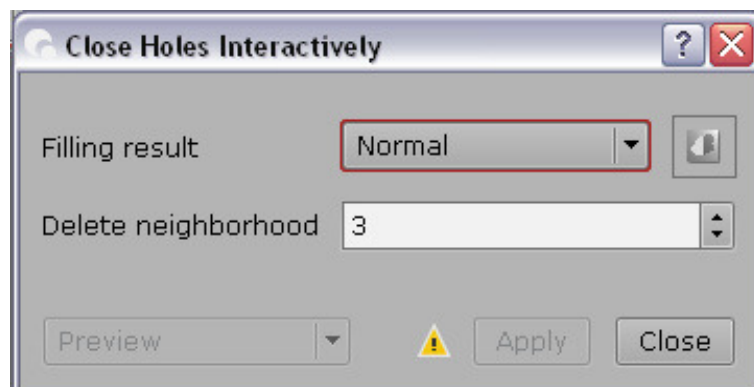 Close Holes Interactively
Filling result Normal
Delete neighborhood 3
Preview Apply Close